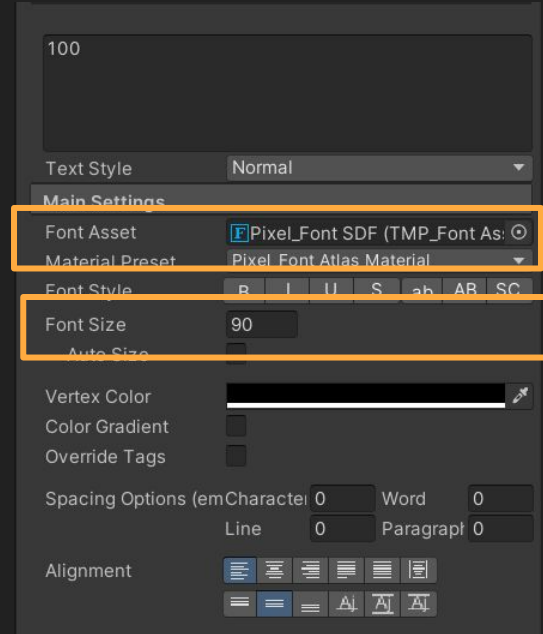 100
Text Style Normal
Main Settings
Font Asset F Pixel_Font SDF (TMP_Font As
Material Preset Pixel_Font Atlas Material
Font Style B I U S ab AB SC
Font Size 90
Auto Size
Vertex Color
Color Gradient
Override Tags
Spacing Options (em Character 0 Word 0
Line 0 Paragraph 0
Alignment